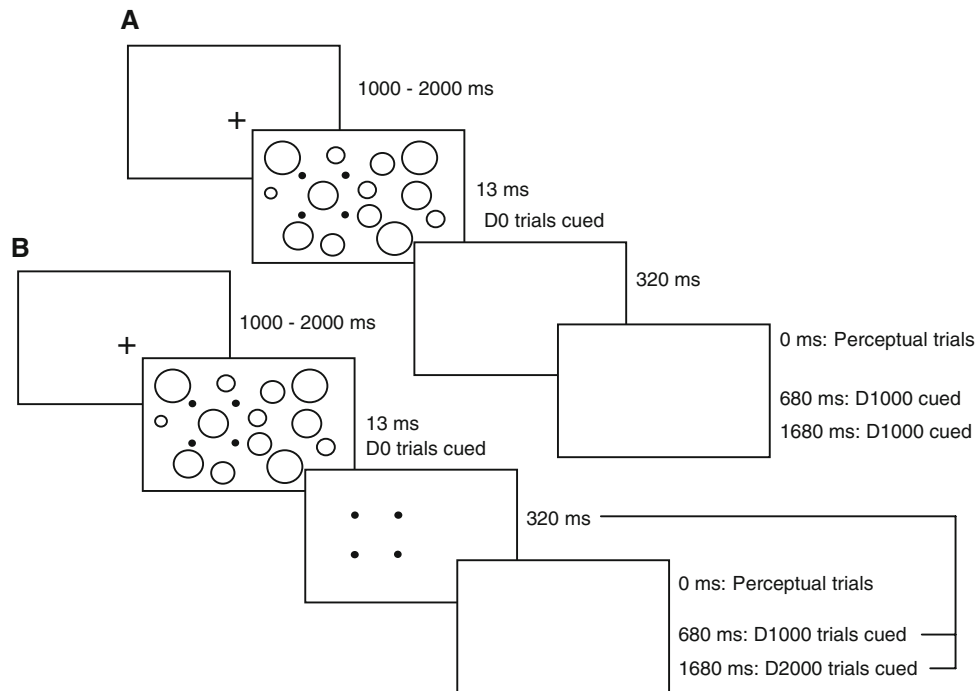 A
1000 - 2000 ms
13 ms
D0 trials cued
320 ms
0 ms: Perceptual trials
680 ms: D1000 cued
1680 ms: D1000 cued
B
1000 - 2000 ms
13 ms
D0 trials cued
320 ms
0 ms: Perceptual trials
680 ms: D1000 trials cued
1680 ms: D2000 trials cued